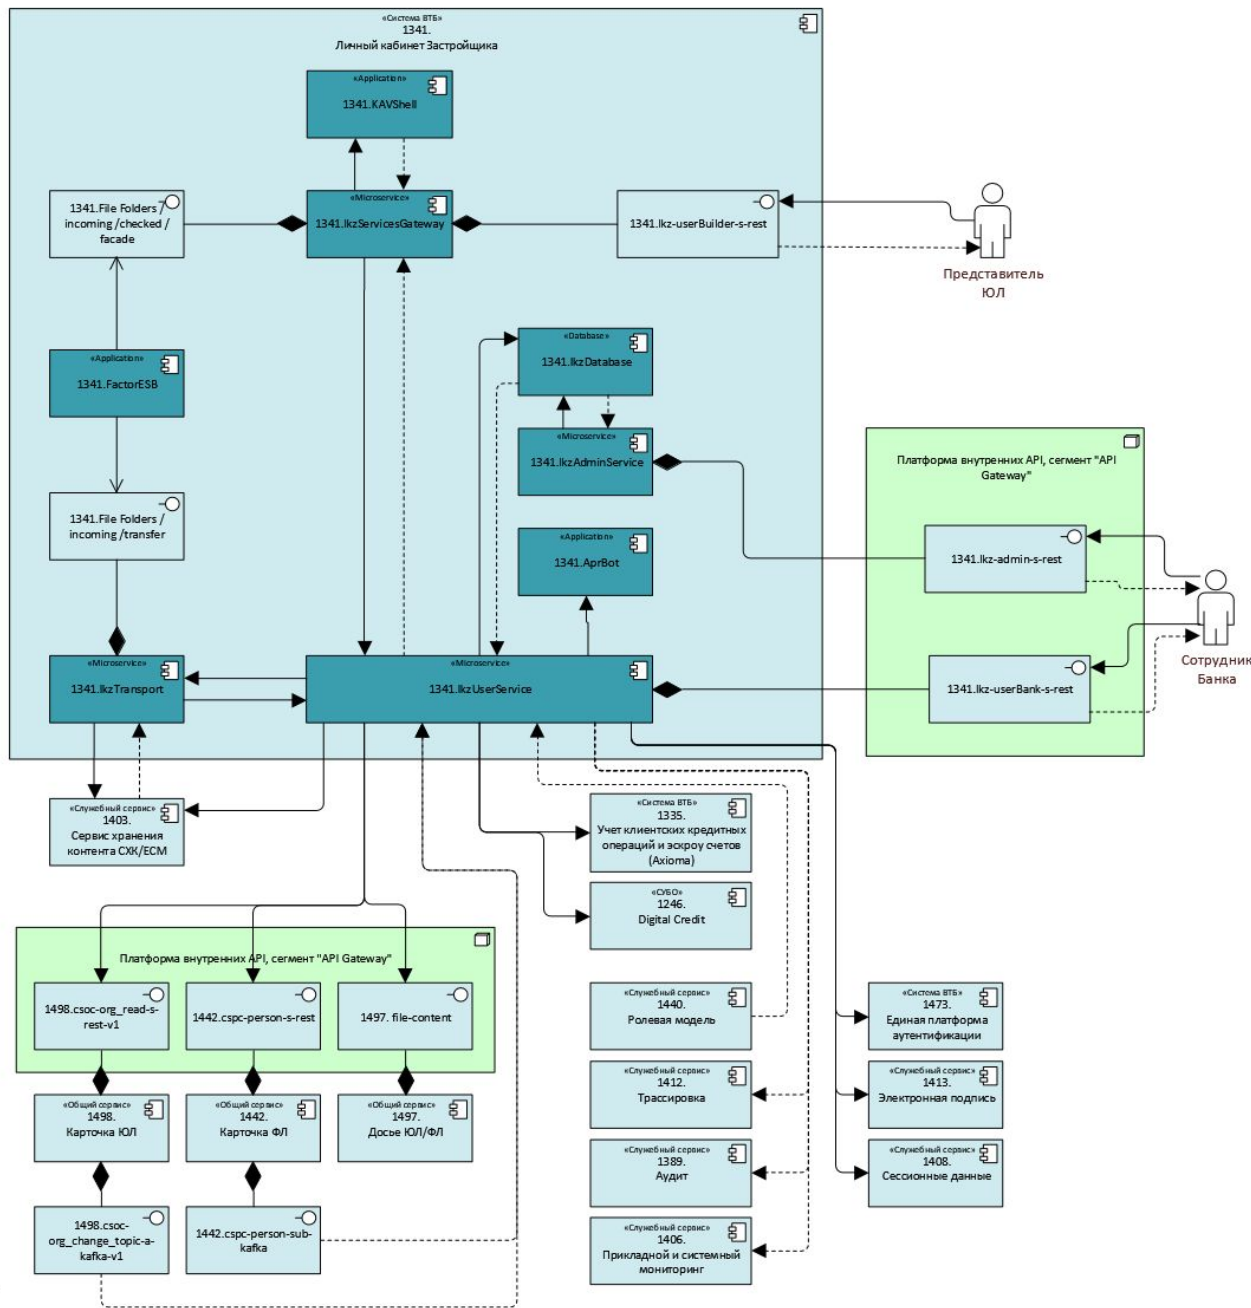 «Система ВТБ»
1341.
Личный кабинет Застройщика
«Application»
1341.KAVShell
1341.File Folders /
incoming /checked /
facade
«Microservice»
1341.lkzServicesGateway
1341.lkz-userBuilder-s-rest
Представитель
ЮЛ
«Application»
1341.FactorESB
«Database»
1341.lkzDatabase
«Microservice»
1341.lkzAdminService
Платформа внутренних API, сегмент "API
Gateway"
1341.File Folders /
incoming /transfer
«Application»
1341.AprBot
1341.lkz-admin-s-rest
«Microservice»
1341.lkzTransport
«Microservice»
1341.lkzUserService
1341.lkz-userBank-s-rest
Сотрудник
Банка
«Служебный сервис»
1403.
Сервис хранения
контента СХК/ECM
«Система ВТБ»
1335.
Учет клиентских кредитных
операций и эскроу счетов
(Axioma)
«СУБО»
1246.
Digital Credit
Платформа внутренних API, сегмент "API Gateway"
1498.csoc-org_read-s-
rest-v1
1442.cspc-person-s-rest
1497. file-content
«Служебный сервис»
1440.
Ролевая модель
«Система ВТБ»
1473.
Единая платформа
аутентификации
«Служебный сервис»
1412.
Трассировка
«Служебный сервис»
1413.
Электронная подпись
«Общий сервис»
1498.
Карточка ЮЛ
«Общий сервис»
1442.
Карточка ФЛ
«Общий сервис»
1497.
Досье ЮЛ/ФЛ
«Служебный сервис»
1389.
Аудит
«Служебный сервис»
1408.
Сессионные данные
1498.csoc-
org_change_topic-a-
kafka-v1
1442.cspc-person-sub-
kafka
«Служебный сервис»
1406.
Прикладной и системный
мониторинг